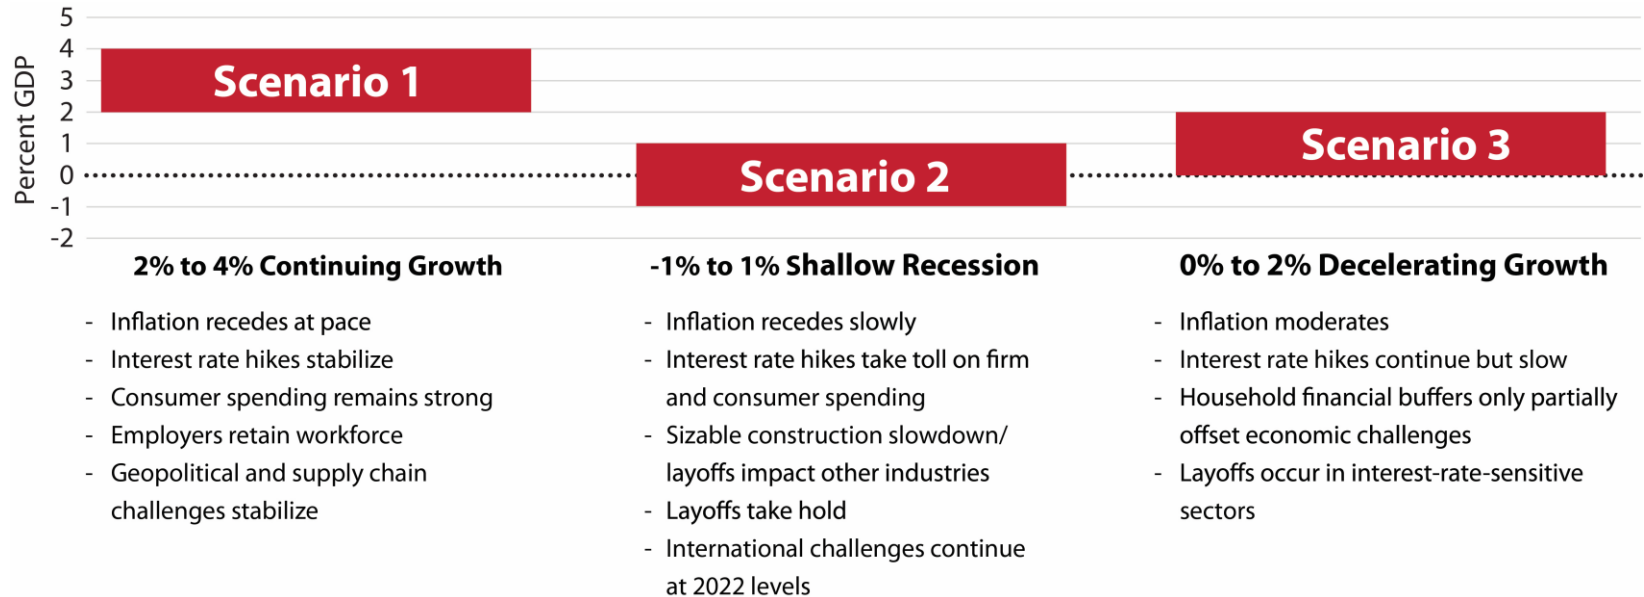 Percent GDP
5
4
3
2
1
0
-1
-2
Scenario 1
Scenario 2
Scenario 3
2% to 4% Continuing Growth
- Inflation recedes at pace
- Interest rate hikes stabilize
- Consumer spending remains strong
- Employers retain workforce
- Geopolitical and supply chain
challenges stabilize
-1% to 1% Shallow Recession
- Inflation recedes slowly
- Interest rate hikes take toll on firm
and consumer spending
- Sizable construction slowdown/
layoffs impact other industries
- Layoffs take hold
- International challenges continue
at 2022 levels
0% to 2% Decelerating Growth
- Inflation moderates
- Interest rate hikes continue but slow
- Household financial buffers only partially
offset economic challenges
- Layoffs occur in interest-rate-sensitive
sectors